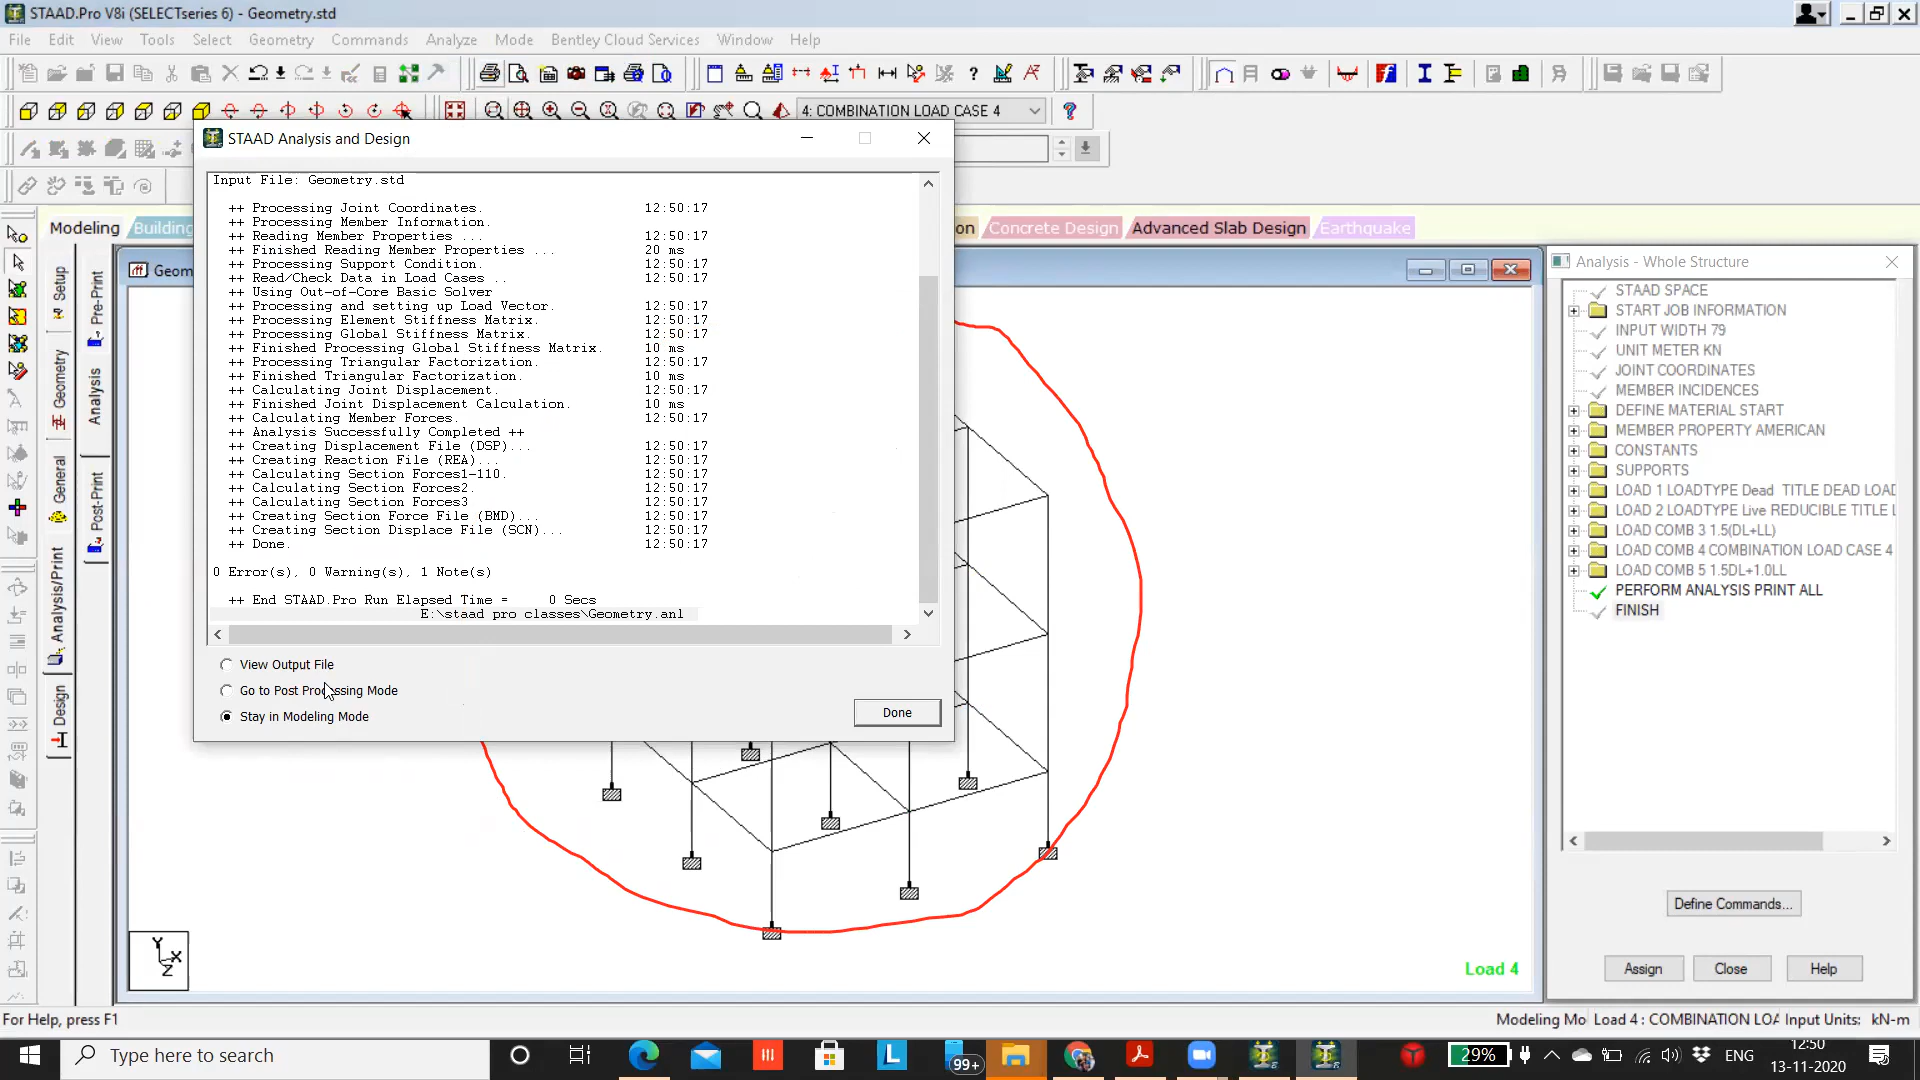 STAAD.Pro V8i (SELECTseries 6) - Geometry.std
File Edit View Tools Select Geometry Commands Analyze Mode Bentley Cloud Services Window Help
4: COMBINATION LOAD CASE 4
STAAD Analysis and Design
Input File: Geometry.std
++ Processing Joint Coordinates. 12:50:17
++ Processing Member Information.
++ Reading Member Properties ... 12:50:17
++ Finished Reading Member Properties ... 20 ms
++ Processing Support Condition. 12:50:17
++ Read/Check Data in Load Cases .. 12:50:17
++ Using Out-of-Core Basic Solver
++ Processing and setting up Load Vector. 12:50:17
++ Processing Element Stiffness Matrix. 12:50:17
++ Processing Global Stiffness Matrix. 12:50:17
++ Finished Processing Global Stiffness Matrix. 10 ms
++ Processing Triangular Factorization. 12:50:17
++ Finished Triangular Factorization. 10 ms
++ Calculating Joint Displacement. 12:50:17
++ Finished Joint Displacement Calculation. 10 ms
++ Calculating Member Forces. 12:50:17
++ Analysis Successfully Completed ++
++ Creating Displacement File (DSP)... 12:50:17
++ Creating Reaction File (REA)... 12:50:17
++ Calculating Section Forces1-110. 12:50:17
++ Calculating Section Forces2. 12:50:17
++ Calculating Section Forces3 12:50:17
++ Creating Section Force File (BMD)... 12:50:17
++ Creating Section Displace File (SCN)... 12:50:17
++ Done. 12:50:17
0 Error(s), 0 Warning(s), 1 Note(s)
++ End STAAD.Pro Run Elapsed Time = 0 Secs
E:\staad pro classes\Geometry.anl
View Output File
Go to Post Processing Mode
Stay in Modeling Mode
Done
Modeling Building on Concrete Design Advanced Slab Design Earthquake
Geom
Setup
Geometry
General
Analysis/Print
Design
Pre-Print
Analysis
Post-Print
Analysis - Whole Structure
STAAD SPACE
START JOB INFORMATION
INPUT WIDTH 79
UNIT METER KN
JOINT COORDINATES
MEMBER INCIDENCES
DEFINE MATERIAL START
MEMBER PROPERTY AMERICAN
CONSTANTS
SUPPORTS
LOAD 1 LOADTYPE Dead TITLE DEAD LOAD
LOAD 2 LOADTYPE Live REDUCIBLE TITLE L
LOAD COMB 3 1.5(DL+LL)
LOAD COMB 4 COMBINATION LOAD CASE 4
LOAD COMB 5 1.5DL+1.0LL
PERFORM ANALYSIS PRINT ALL
FINISH
Define Commands...
Assign Close Help
Y
X
Z
Load 4
For Help, press F1
Modeling Mo Load 4 : COMBINATION LOA Input Units: kN-m
Type here to search
L
99+
29%
ENG
12:50
13-11-2020